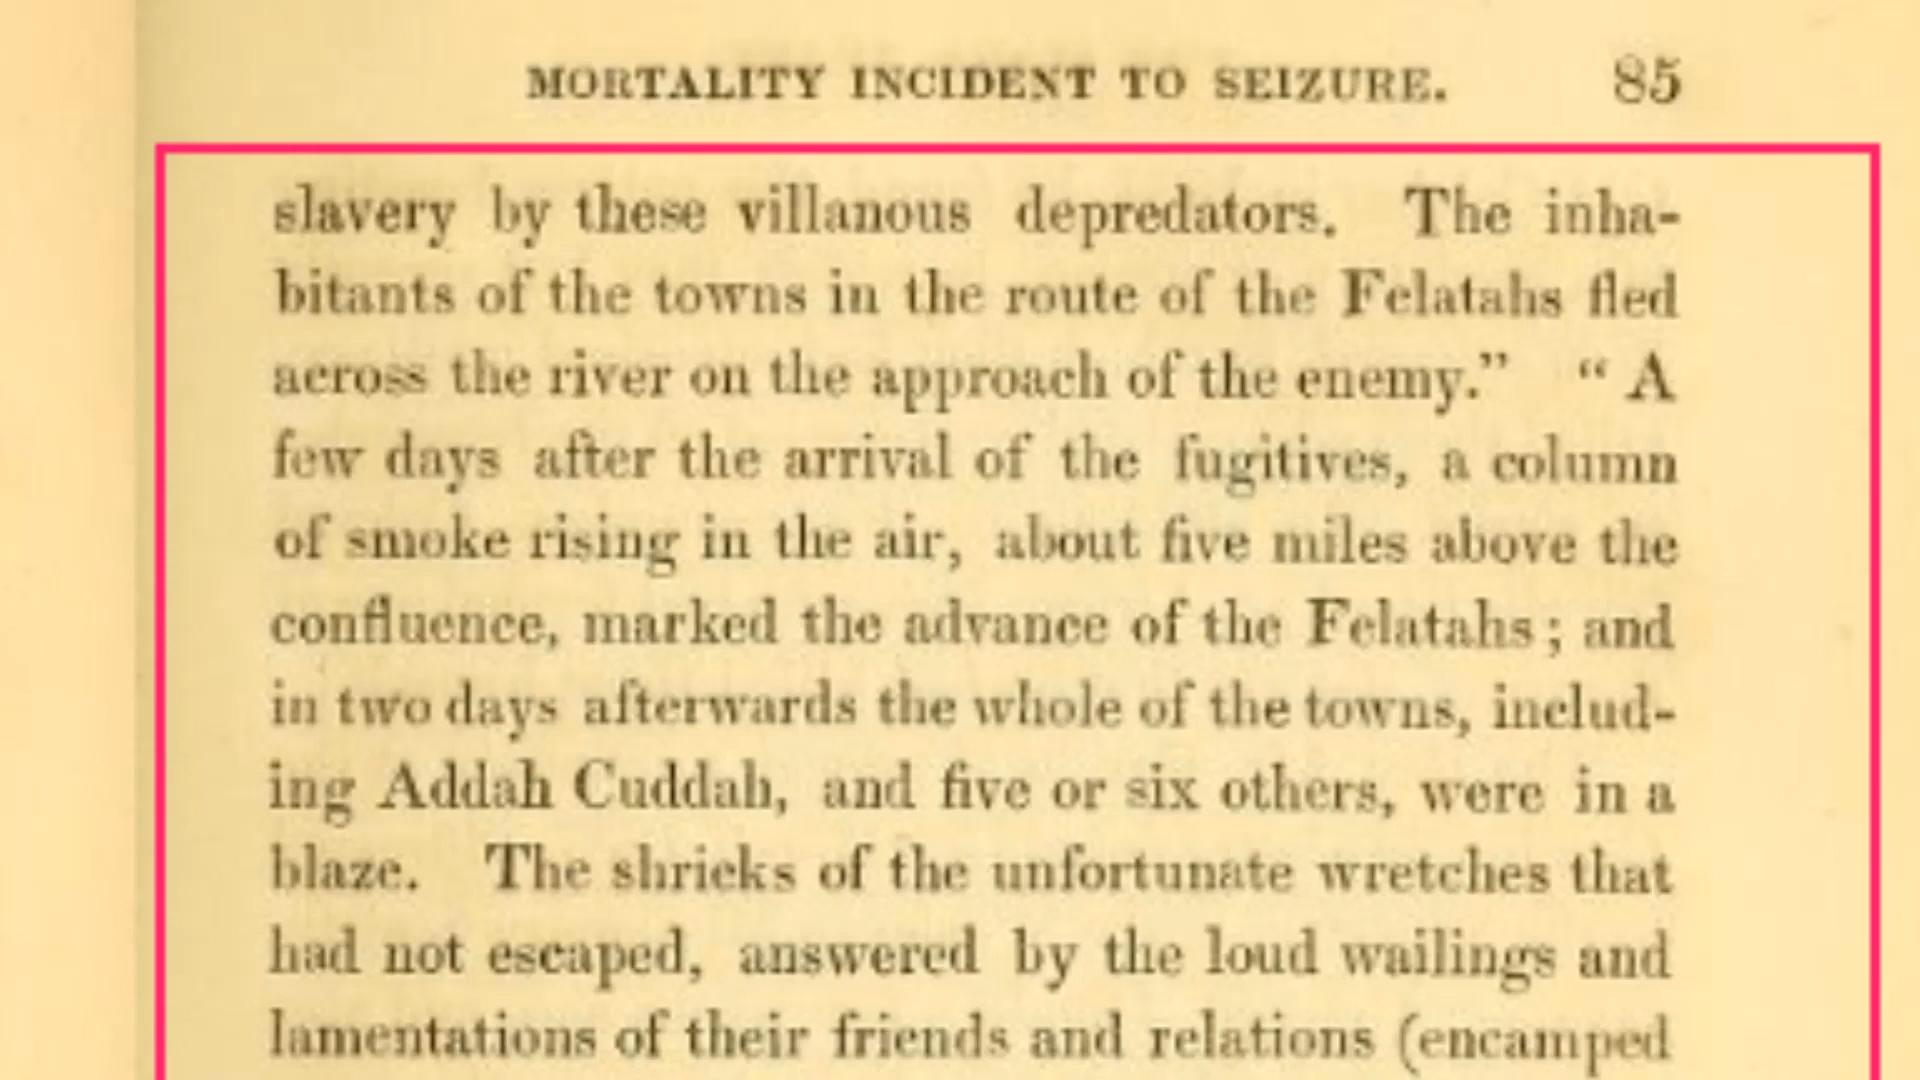 MORTALITY INCIDENT TO SEIZURE. 85
slavery by these villanous depredators. The inha-
bitants of the towns in the route of the Felatahs fled
across the river on the approach of the enemy.” “ A
few days after the arrival of the fugitives, a column
of smoke rising in the air, about five miles above the
confluence, marked the advance of the Felatahs ; and
in two days afterwards the whole of the towns, includ-
ing Addah Cuddah, and five or six others, were in a
blaze. The shrieks of the unfortunate wretches that
had not escaped, answered by the loud wailings and
lamentations of their friends and relations (encamped